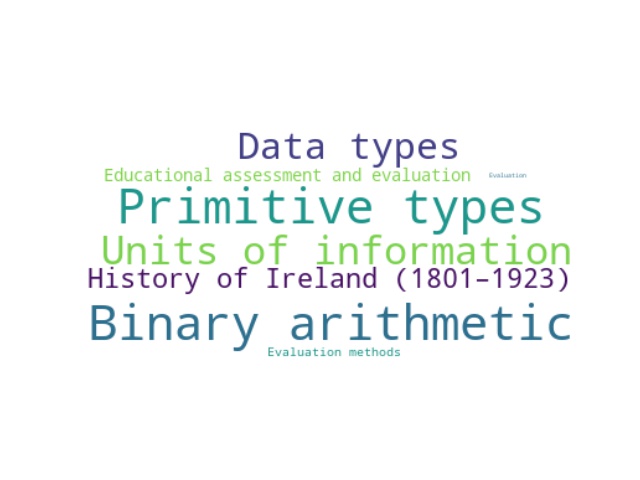 Data types
Educational assessment and evaluation
Evaluation
Primitive types
Units of information
History of Ireland (1801–1923)
Binary arithmetic
Evaluation methods